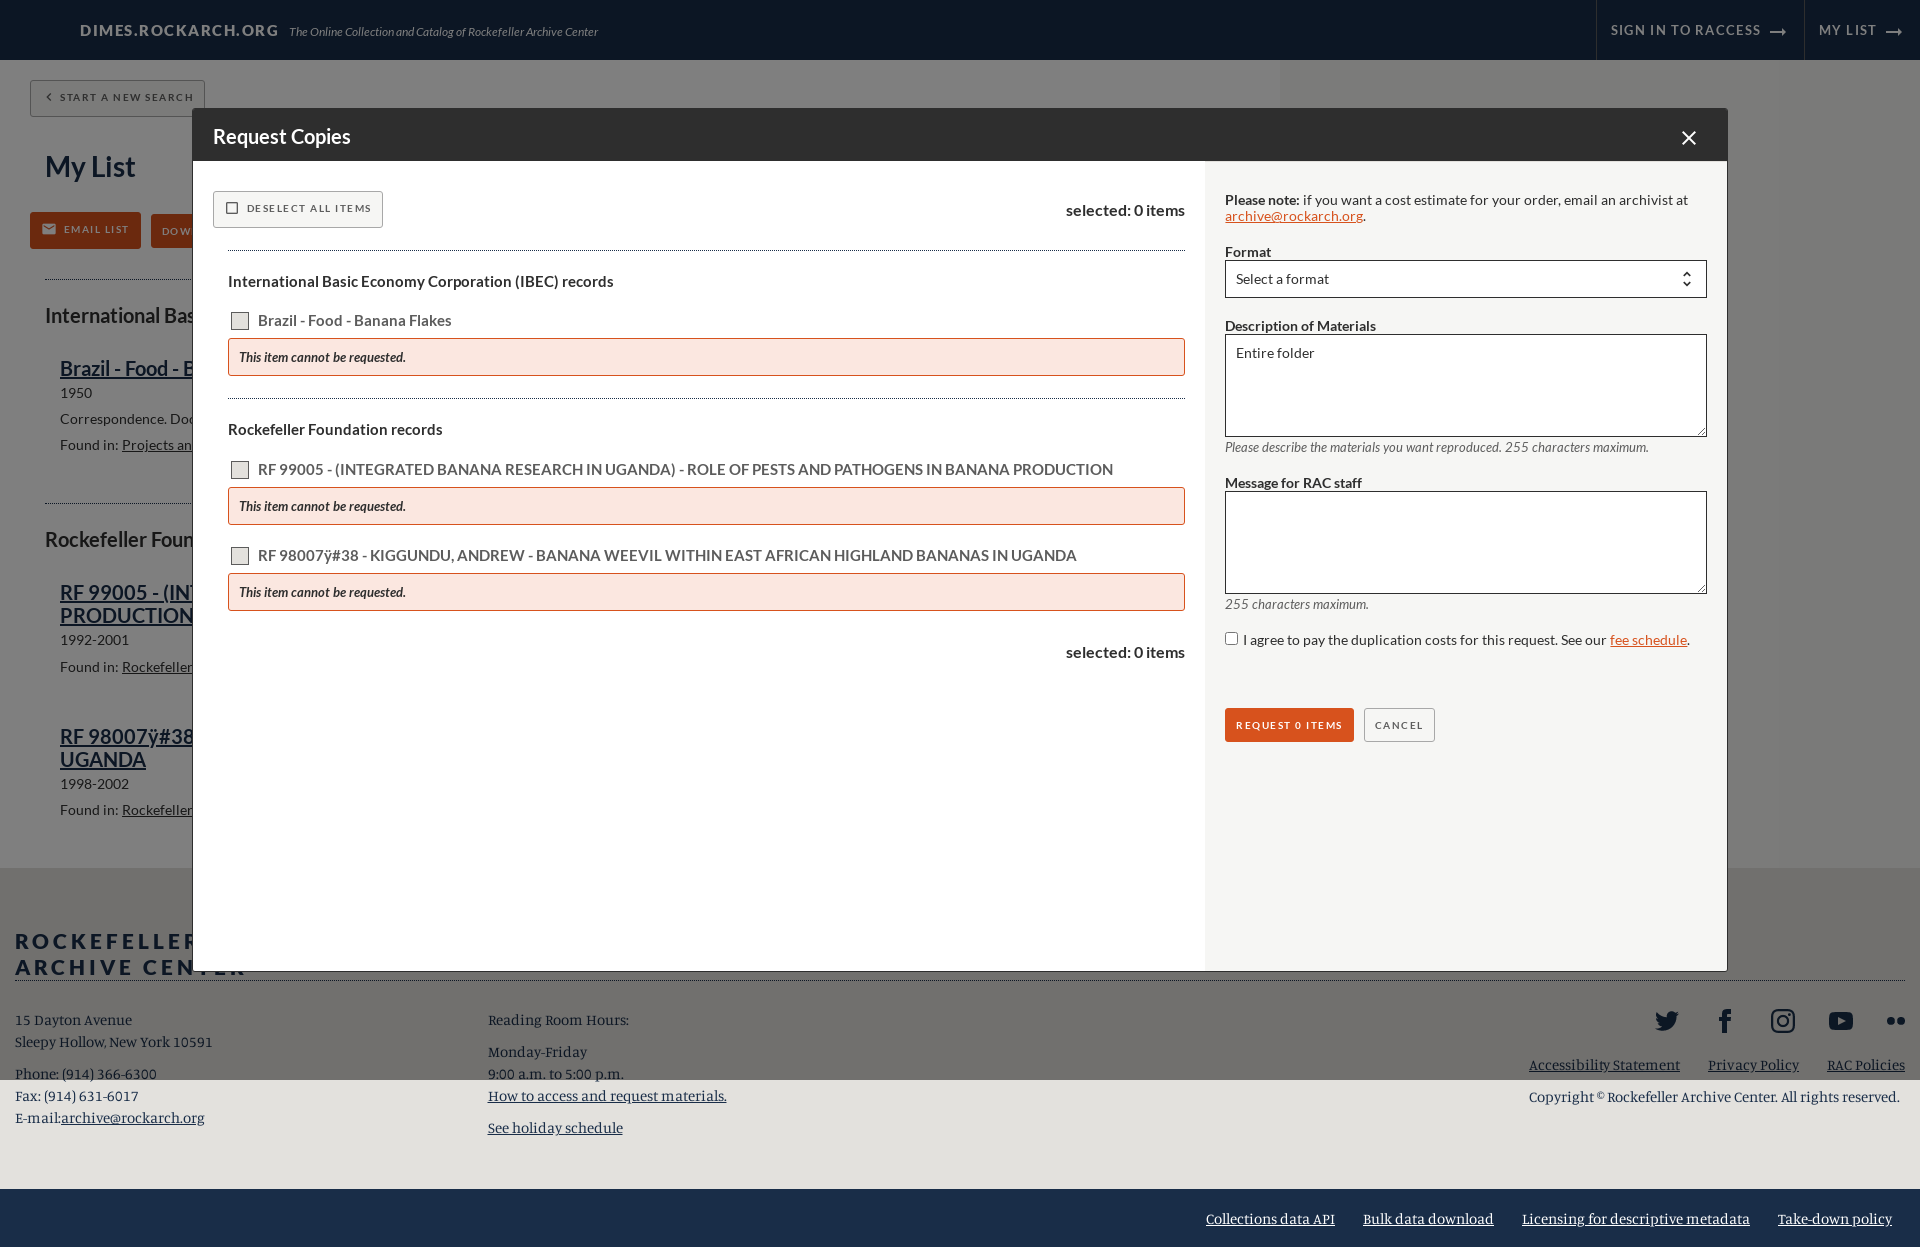 DIMES.ROCKARCH.ORG The Online Collection and Catalog of Rockefeller Archive Center SIGN IN TO RACCESS MY LIST
START A NEW SEARCH
My List
EMAIL LIST
International
Brazil - Food -
1950
Correspondence.
Found in: Projects
Rockefeller
RF 99005 -
PRODUCTION
1992-2001
Found in: Rockefeller
RF 98007ÿ#38
UGANDA
1998-2002
Found in: Rockefeller
Request Copies
DESELECT ALL ITEMS
selected: 0 items
International Basic Economy Corporation (IBEC) records
Brazil - Food - Banana Flakes
This item cannot be requested.
Rockefeller Foundation records
RF 99005 - (INTEGRATED BANANA RESEARCH IN UGANDA) - ROLE OF PESTS AND PATHOGENS IN BANANA PRODUCTION
This item cannot be requested.
RF 98007ÿ#38 - KIGGUNDU, ANDREW - BANANA WEEVIL WITHIN EAST AFRICAN HIGHLAND BANANAS IN UGANDA
This item cannot be requested.
selected: 0 items
Please note: if you want a cost estimate for your order, email an archivist at
archive@rockarch.org.
Format
Select a format
Description of Materials
Entire folder
Please describe the materials you want reproduced. 255 characters maximum.
Message for RAC staff
255 characters maximum.
I agree to pay the duplication costs for this request. See our fee schedule.
REQUEST 0 ITEMS CANCEL
ROCKEFELLER
ARCHIVE CENTER
15 Dayton Avenue
Sleepy Hollow, New York 10591
Phone: (914) 366-6300
Fax: (914) 631-6017
E-mail:archive@rockarch.org
Reading Room Hours:
Monday-Friday
9:00 a.m. to 5:00 p.m.
How to access and request materials.
See holiday schedule
Accessibility Statement Privacy Policy RAC Policies
Copyright © Rockefeller Archive Center. All rights reserved.
Collections data API Bulk data download Licensing for descriptive metadata Take-down policy